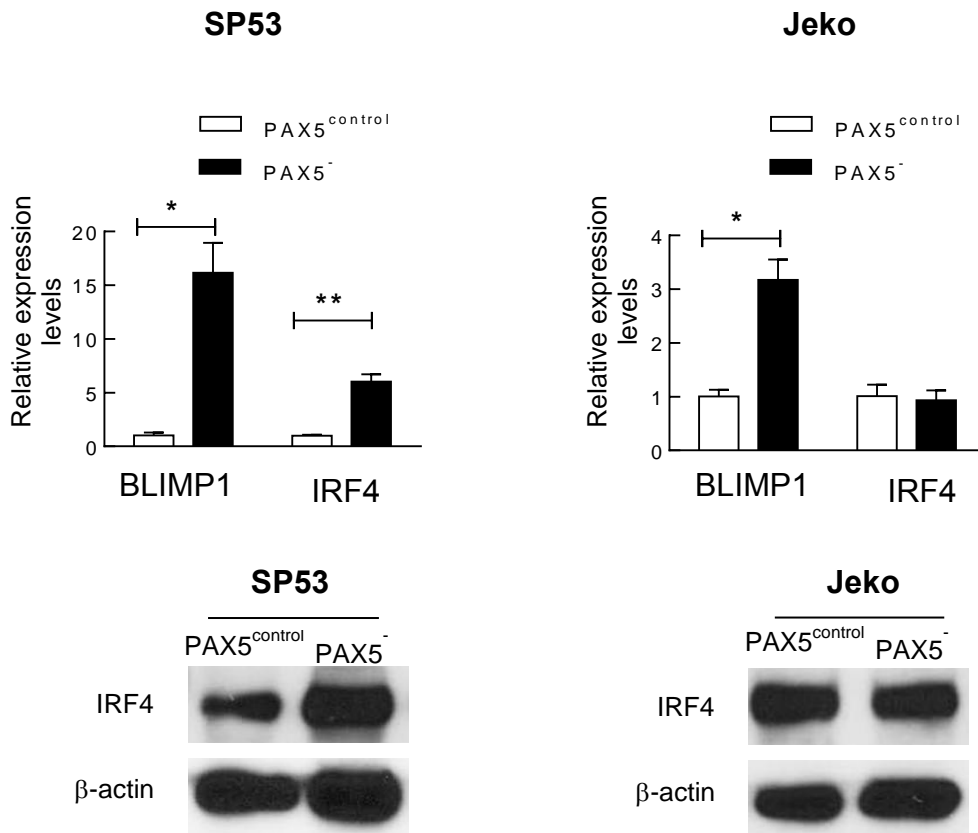 SP53
PAX5control
PAX5-
*
**
Relative expression
levels
20
15
10
5
0
BLIMP1 IRF4
Jeko
PAX5control
PAX5-
*
Relative expression
levels
4
3
2
1
0
BLIMP1 IRF4
SP53
PAX5control PAX5-
IRF4
β-actin
Jeko
PAX5control PAX5-
IRF4
β-actin